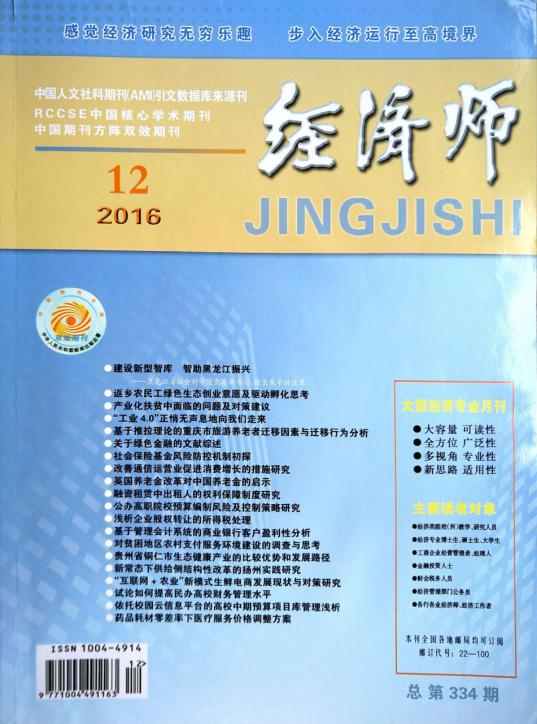 感觉经济研究无穷乐趣 步入经济运行至高境界
中国人文社科期刊(AMI)引文数据库来源刊
RCCSE中国核心学术期刊
中国期刊方阵双效期刊
经济师
12
2016
JINGJISHI
双效期刊
●建设新型智库 智助黑龙江振兴
●返乡农民工绿色生态创业意愿及驱动孵化思考
●产业化扶贫中面临的问题及对策建议
●“工业4.0”正悄无声息地向我们走来
●基于推拉理论的重庆市旅游养老者迁移因素与迁移行为分析
●关于绿色金融的文献综述
●社会保险基金风险防控机制初探
●改善通信运营业促进消费增长的措施研究
●英国养老金改革对中国养老金的启示
●融资租赁中出租人的权利保障制度研究
●公办高职院校预算编制风险及控制策略研究
●浅析企业股权转让的所得税处理
●基于管理会计系统的商业银行客户盈利性分析
●对贫困地区农村支付服务环境建设的调查与思考
●贵州省铜仁市生态健康产业的比较优势和发展路径
●新常态下供给侧结构性改革的扬州实践研究
●“互联网+农业”新模式生鲜电商发展现状与对策研究
●试论如何提高民办高校财务管理水平
●依托校园云信息平台的高校中期预算项目库管理浅析
●药品耗材零差率下医疗服务价格调整方案
大型经济专业月刊
●大容量 可读性
●全方位 广泛性
●多视角 专业性
●新思路 适用性
主要读者对象
●经济类院校(所)教学、研究人员
●经济专业博士生、硕士生、大学生
●工商企业经营管理者、经理人
●金融投资人士
●财会税务人员
●经济管理部门公务员
●各行各业经济师、经济工作者
本刊全国各地邮局均可订阅
邮订代号：22—100
ISSN 1004-4914
12>
9 771004 491163
总第334期